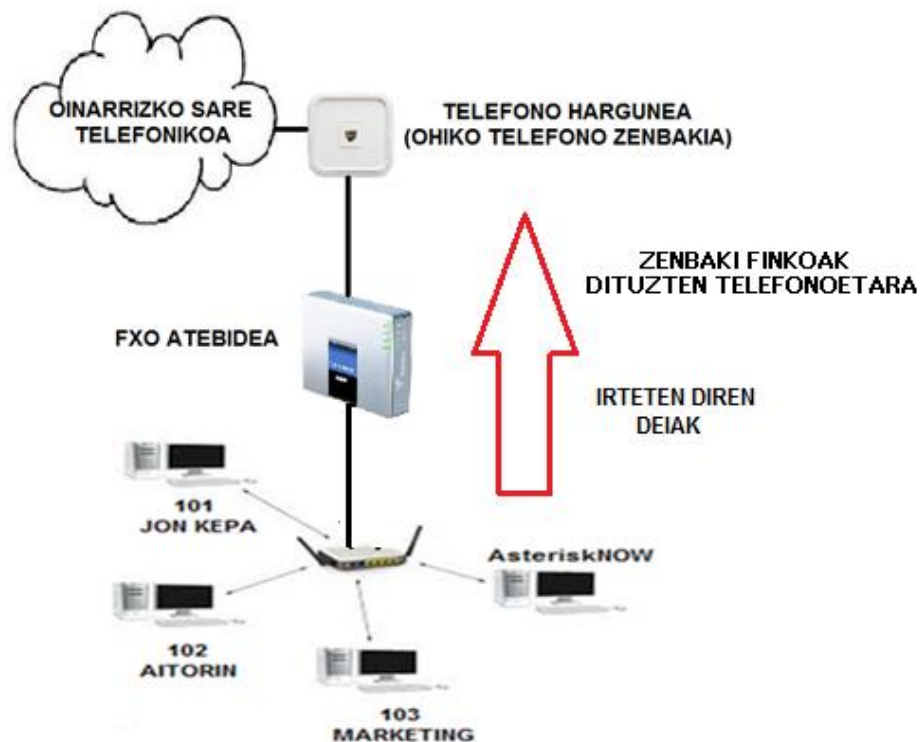 OINARRIZKO SARE
TELEFONIKOA
TELEFONO HARGUNEA
(OHIKO TELEFONO ZENBAKIA)
ZENBAKI FINKOAK
DITUZTEN TELEFONOETARA
FXO ATEBIDEA
IRTETEN DIREN
DEIAK
101
JON KEPA
AsteriskNOW
102
AITORIN
103
MARKETING